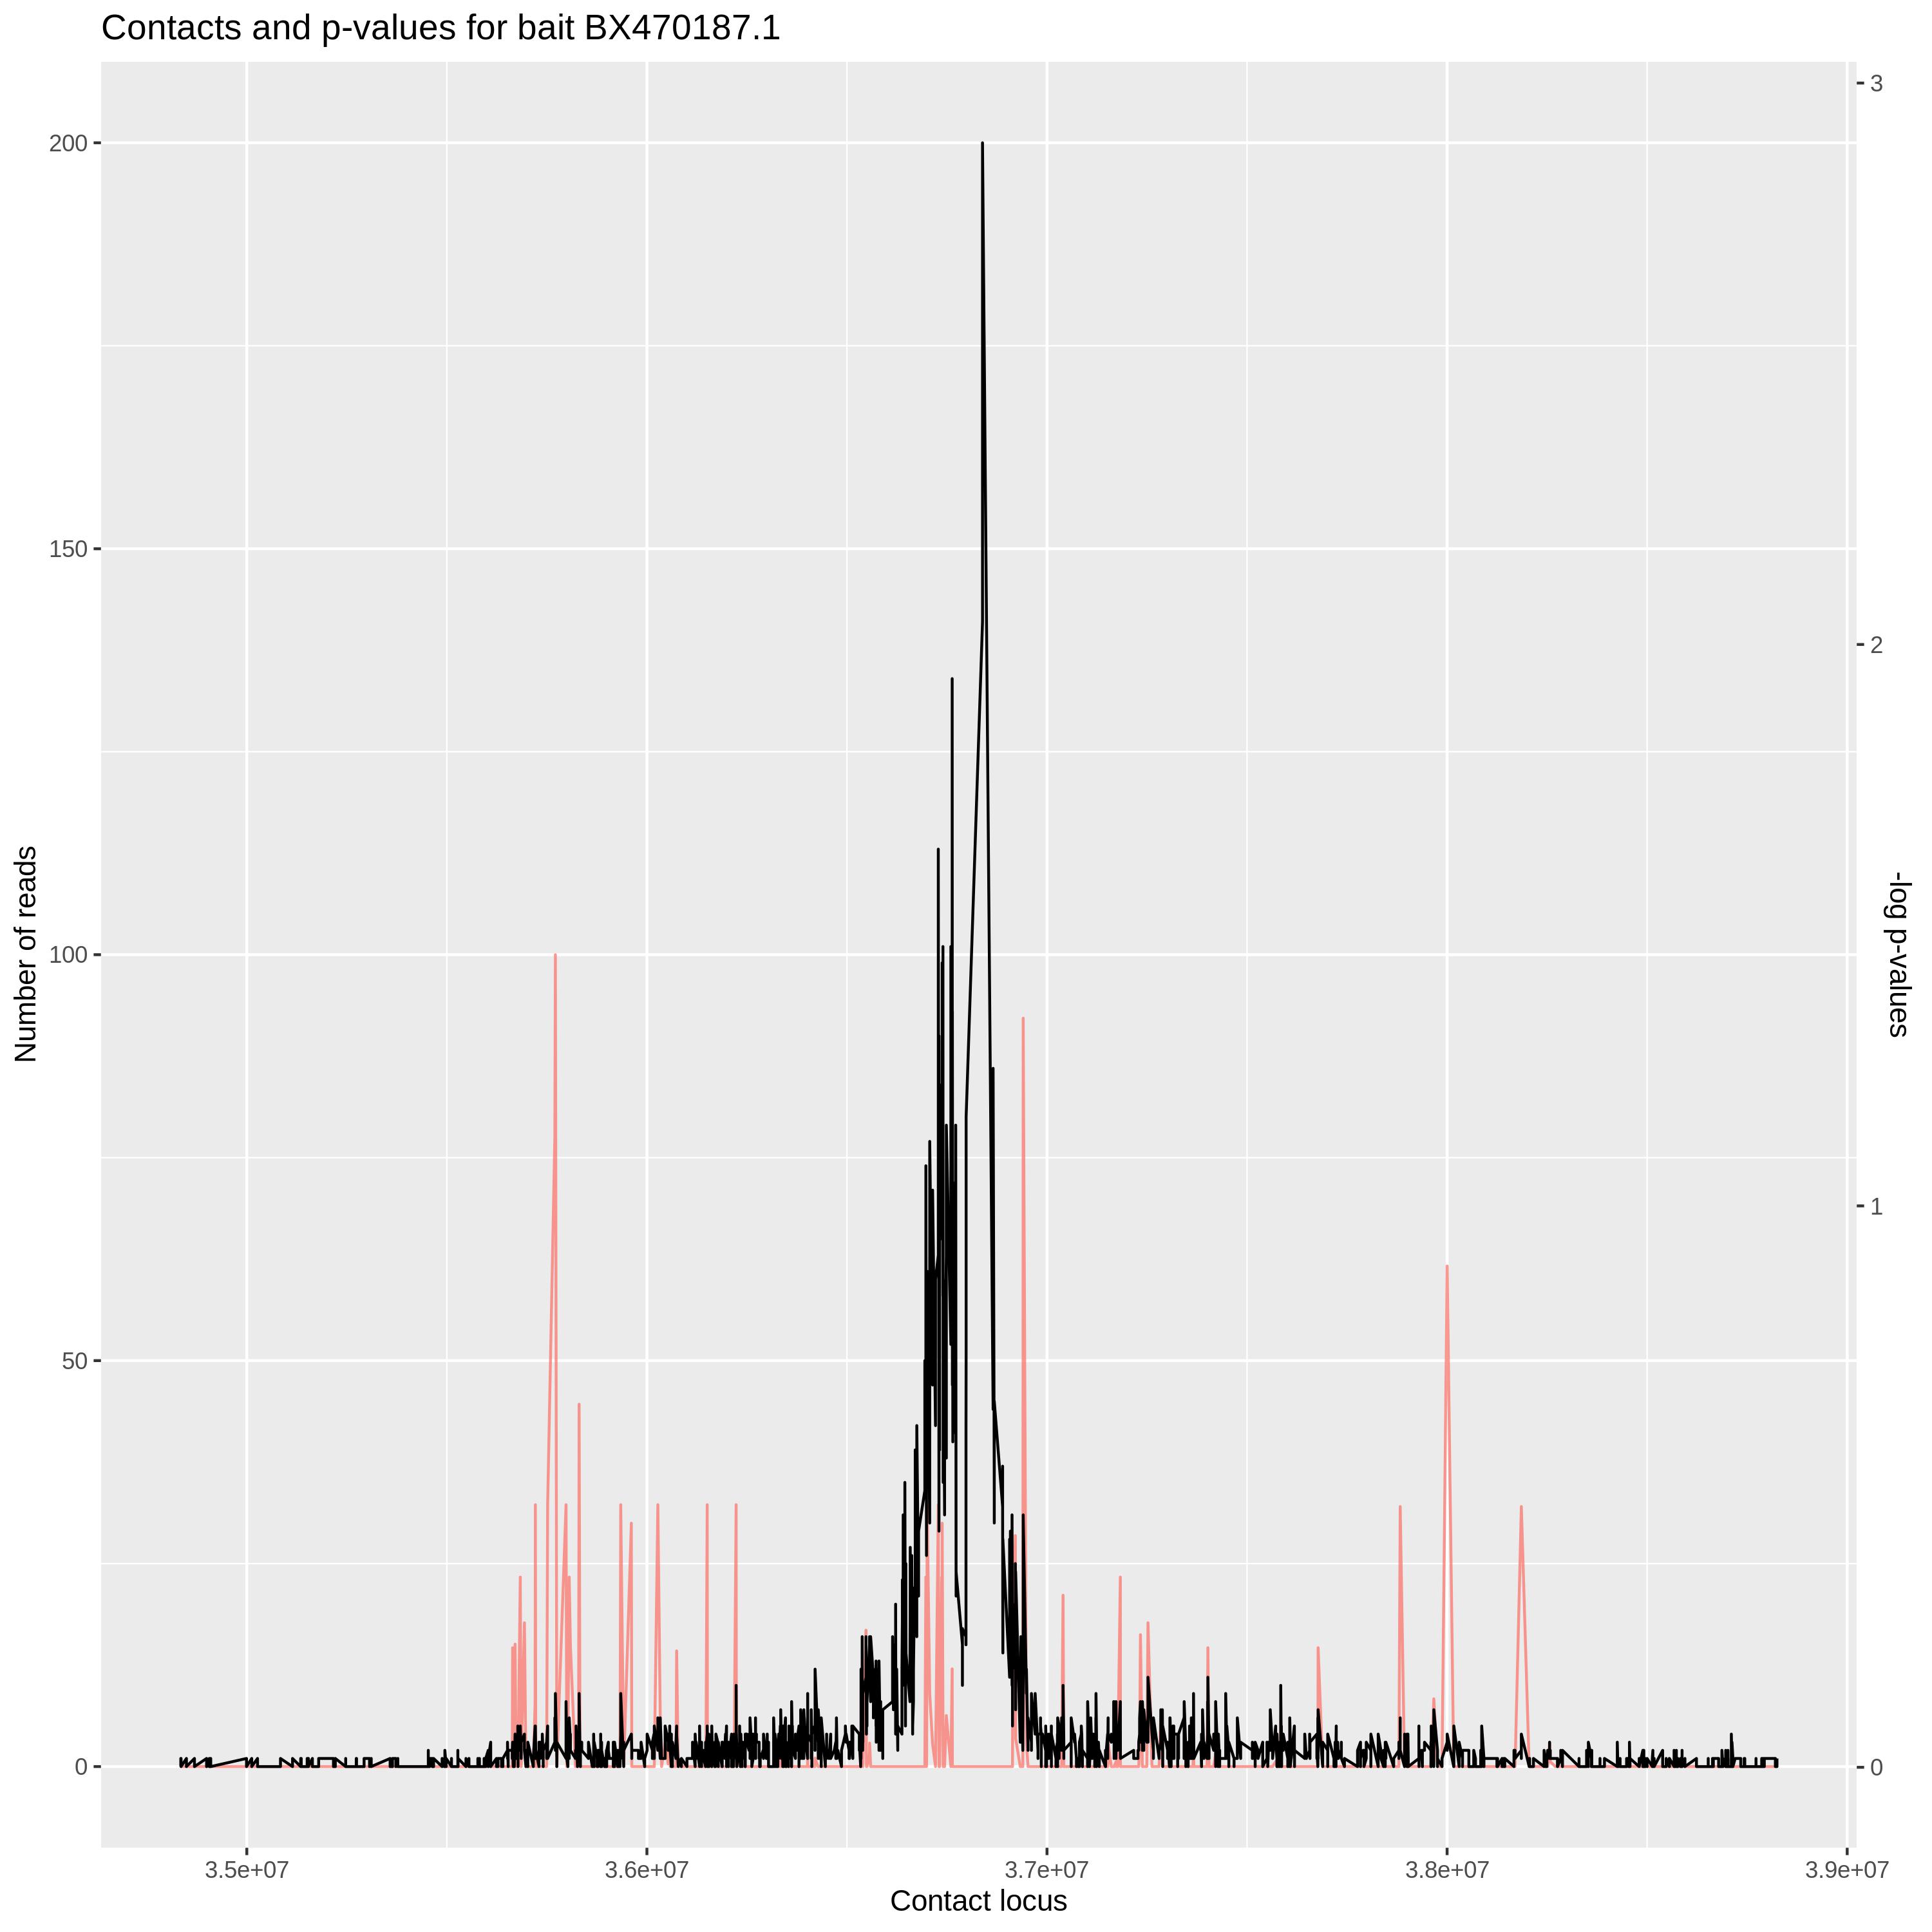 Contacts and p-values for bait BX470187.1
200
150
100
50
0
3
2
1
0
Number of reads
-log p-values
3.5e+07
3.6e+07
3.7e+07
3.8e+07
3.9e+07
Contact locus